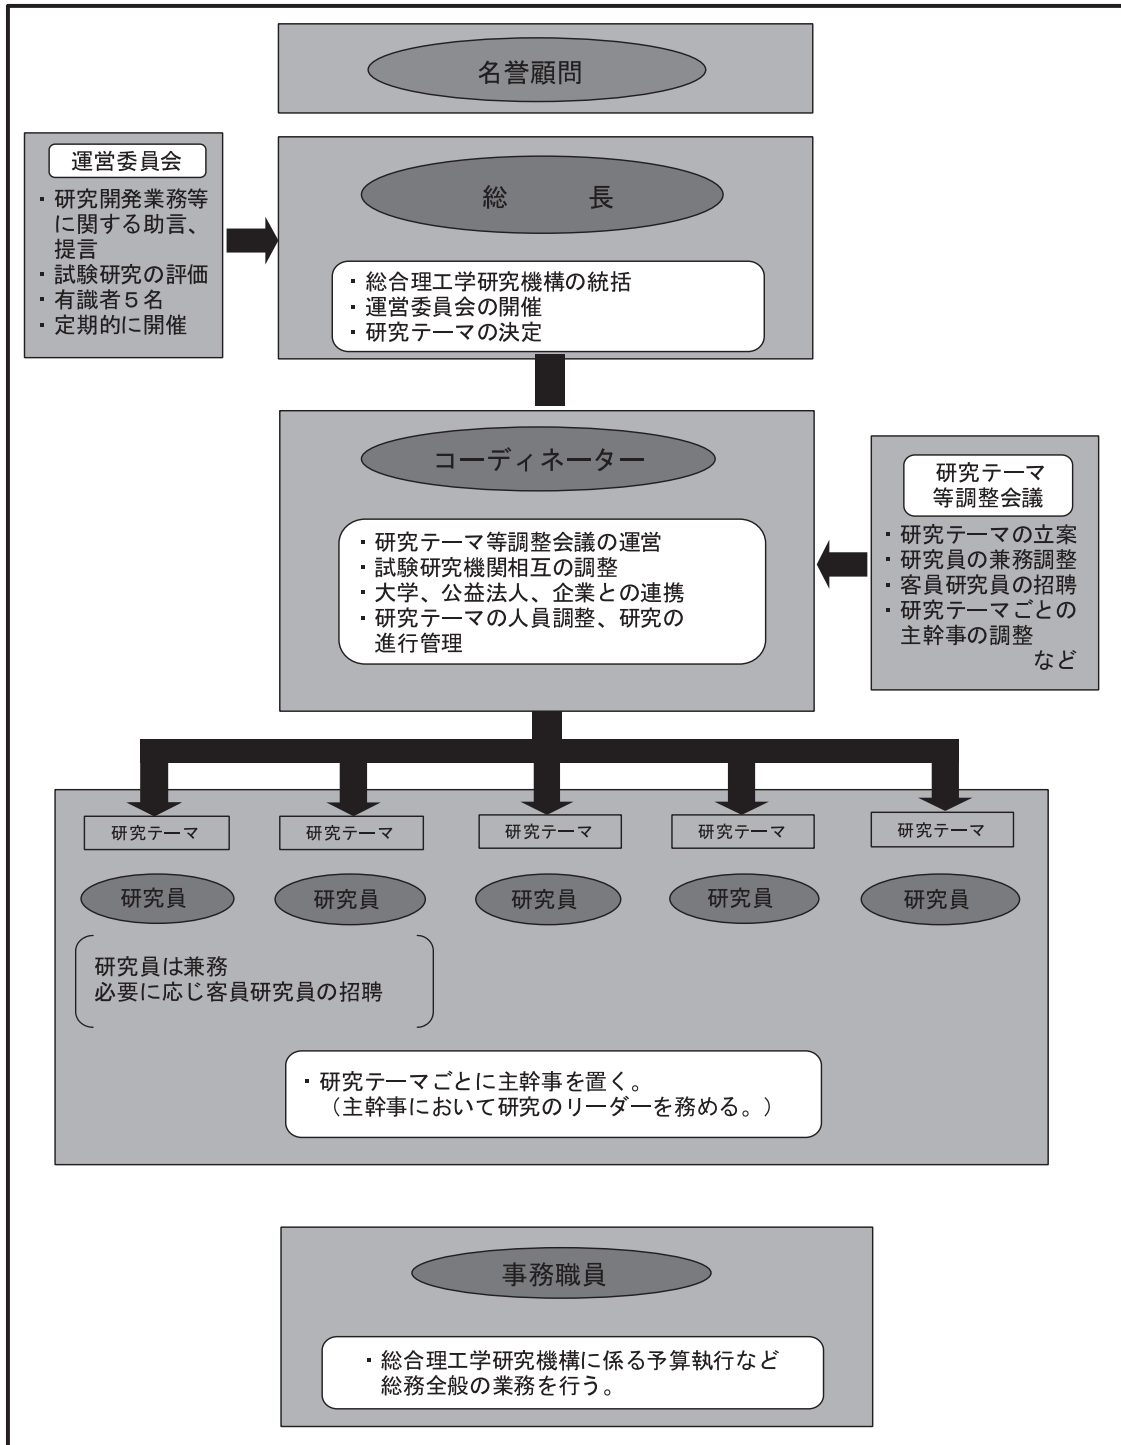 名誉顧問
運営委員会
・研究開発業務等
に関する助言、
提言
・試験研究の評価
・有識者５名
・定期的に開催
総　　長
・総合理工学研究機構の統括
・運営委員会の開催
・研究テーマの決定
コーディネーター
・研究テーマ等調整会議の運営
・試験研究機関相互の調整
・大学、公益法人、企業との連携
・研究テーマの人員調整、研究の
進行管理
研究テーマ
等調整会議
・研究テーマの立案
・研究員の兼務調整
・客員研究員の招聘
・研究テーマごとの
主幹事の調整
など
研究テーマ
研究テーマ
研究テーマ
研究テーマ
研究テーマ
研究員
研究員
研究員
研究員
研究員
研究員は兼務
必要に応じ客員研究員の招聘
・研究テーマごとに主幹事を置く。
（主幹事において研究のリーダーを務める。）
事務職員
・総合理工学研究機構に係る予算執行など
総務全般の業務を行う。